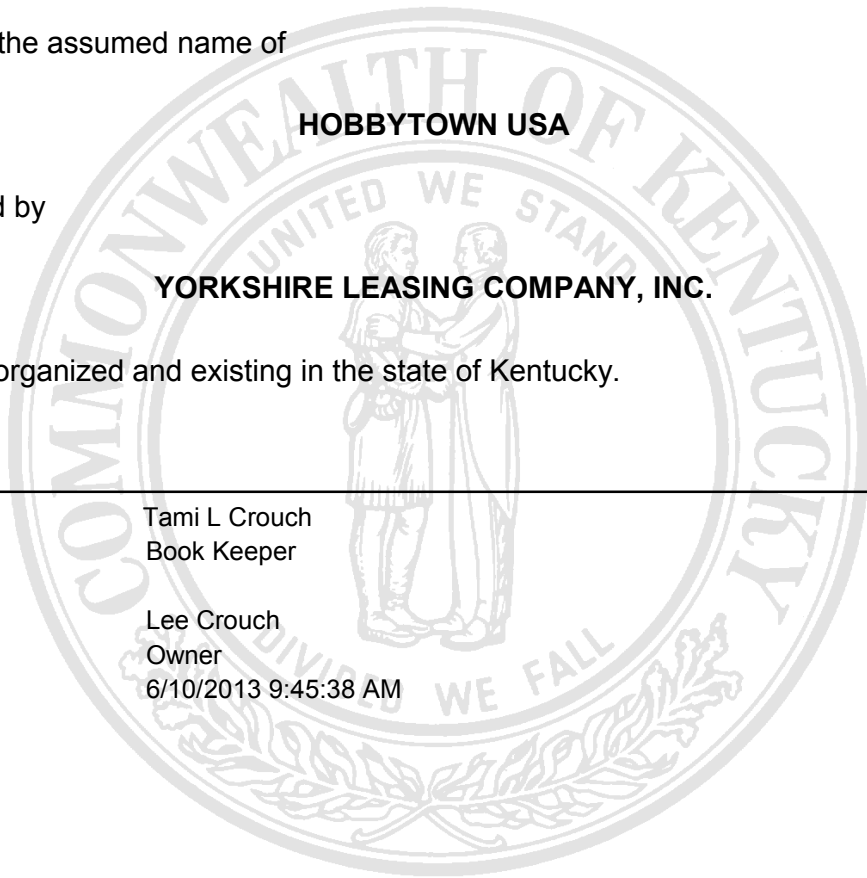 the assumed name of
HOBBYTOWN USA
d by
YORKSHIRE LEASING COMPANY, INC.
organized and existing in the state of Kentucky.
Tami L Crouch
Book Keeper
Lee Crouch
Owner
6/10/2013 9:45:38 AM
COMMONWEALTH OF KENTUCKY
UNITED WE STAND
DIVIDED WE FALL